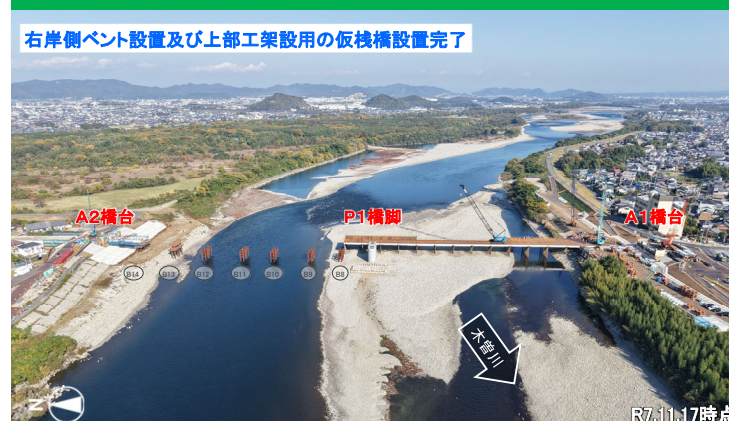 右岸側ベント設置及び上部工架設用の仮桟橋設置完了
A2橋台
P1橋脚
A1橋台
B14
B13
B12
B11
B10
B9
B8
木曽川
N
R7.11.17時点